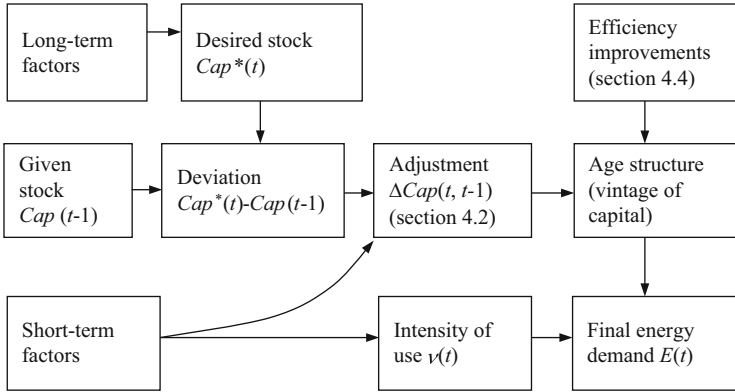 Long-term
factors
Desired stock
Cap*(t)
Efficiency
improvements
(section 4.4)
Given
stock
Cap (t-1)
Deviation
Cap*(t)-Cap(t-1)
Adjustment
ΔCap(t, t-1)
(section 4.2)
Age structure
(vintage of
capital)
Short-term
factors
Intensity of
use ν(t)
Final energy
demand E(t)